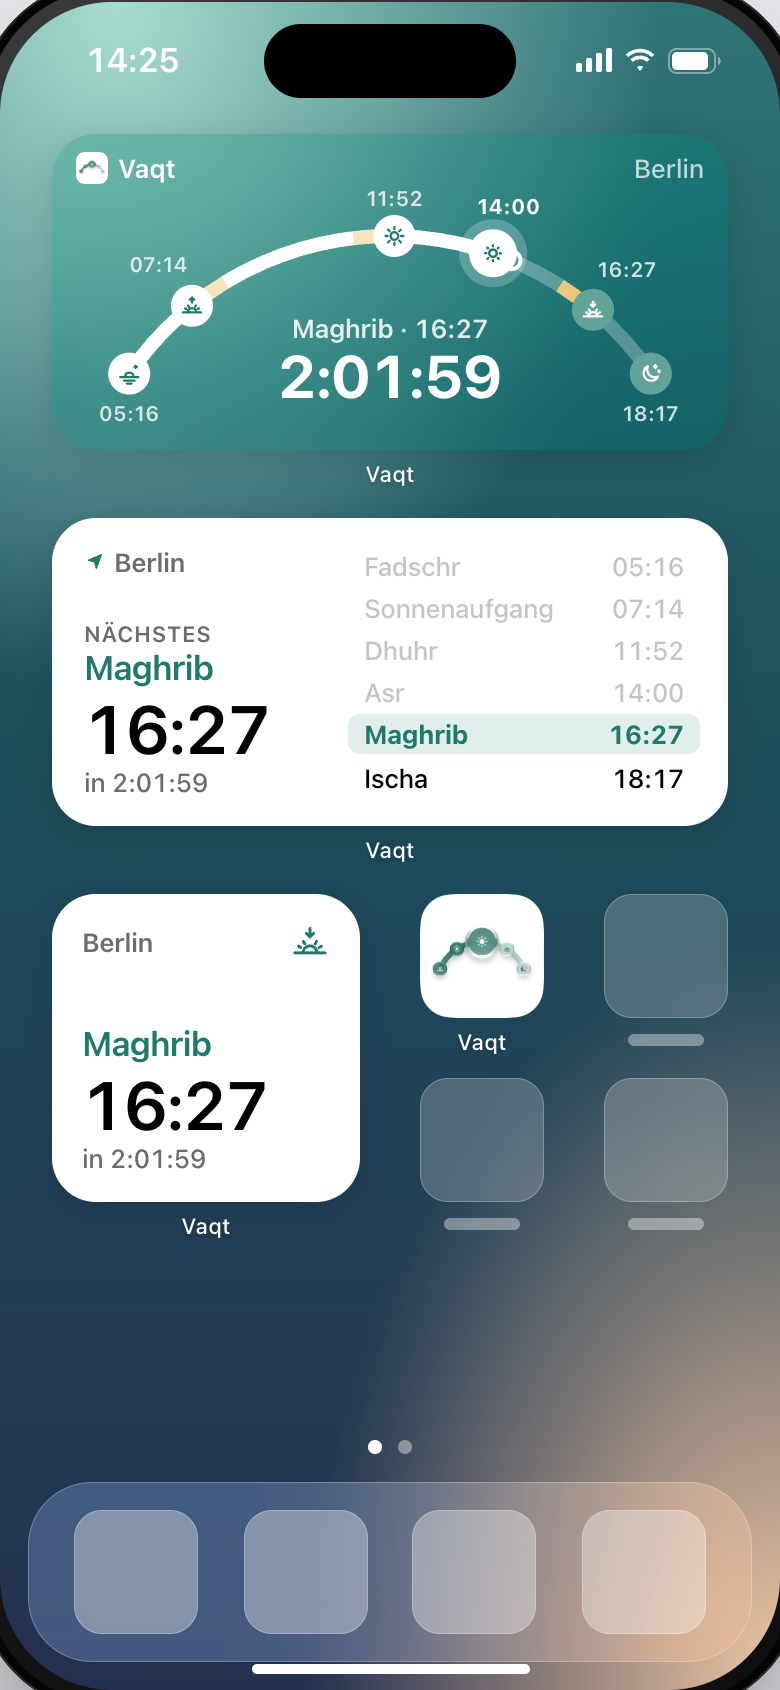 14:25
Vaqt
Berlin
11:52
14:00
07:14
16:27
Maghrib · 16:27
2:01:59
05:16
18:17
Vaqt
Berlin
NÄCHSTES
Maghrib
16:27
in 2:01:59
Fadschr 05:16
Sonnenaufgang 07:14
Dhuhr 11:52
Asr 14:00
Maghrib 16:27
Ischa 18:17
Vaqt
Berlin
Maghrib
16:27
in 2:01:59
Vaqt
Vaqt